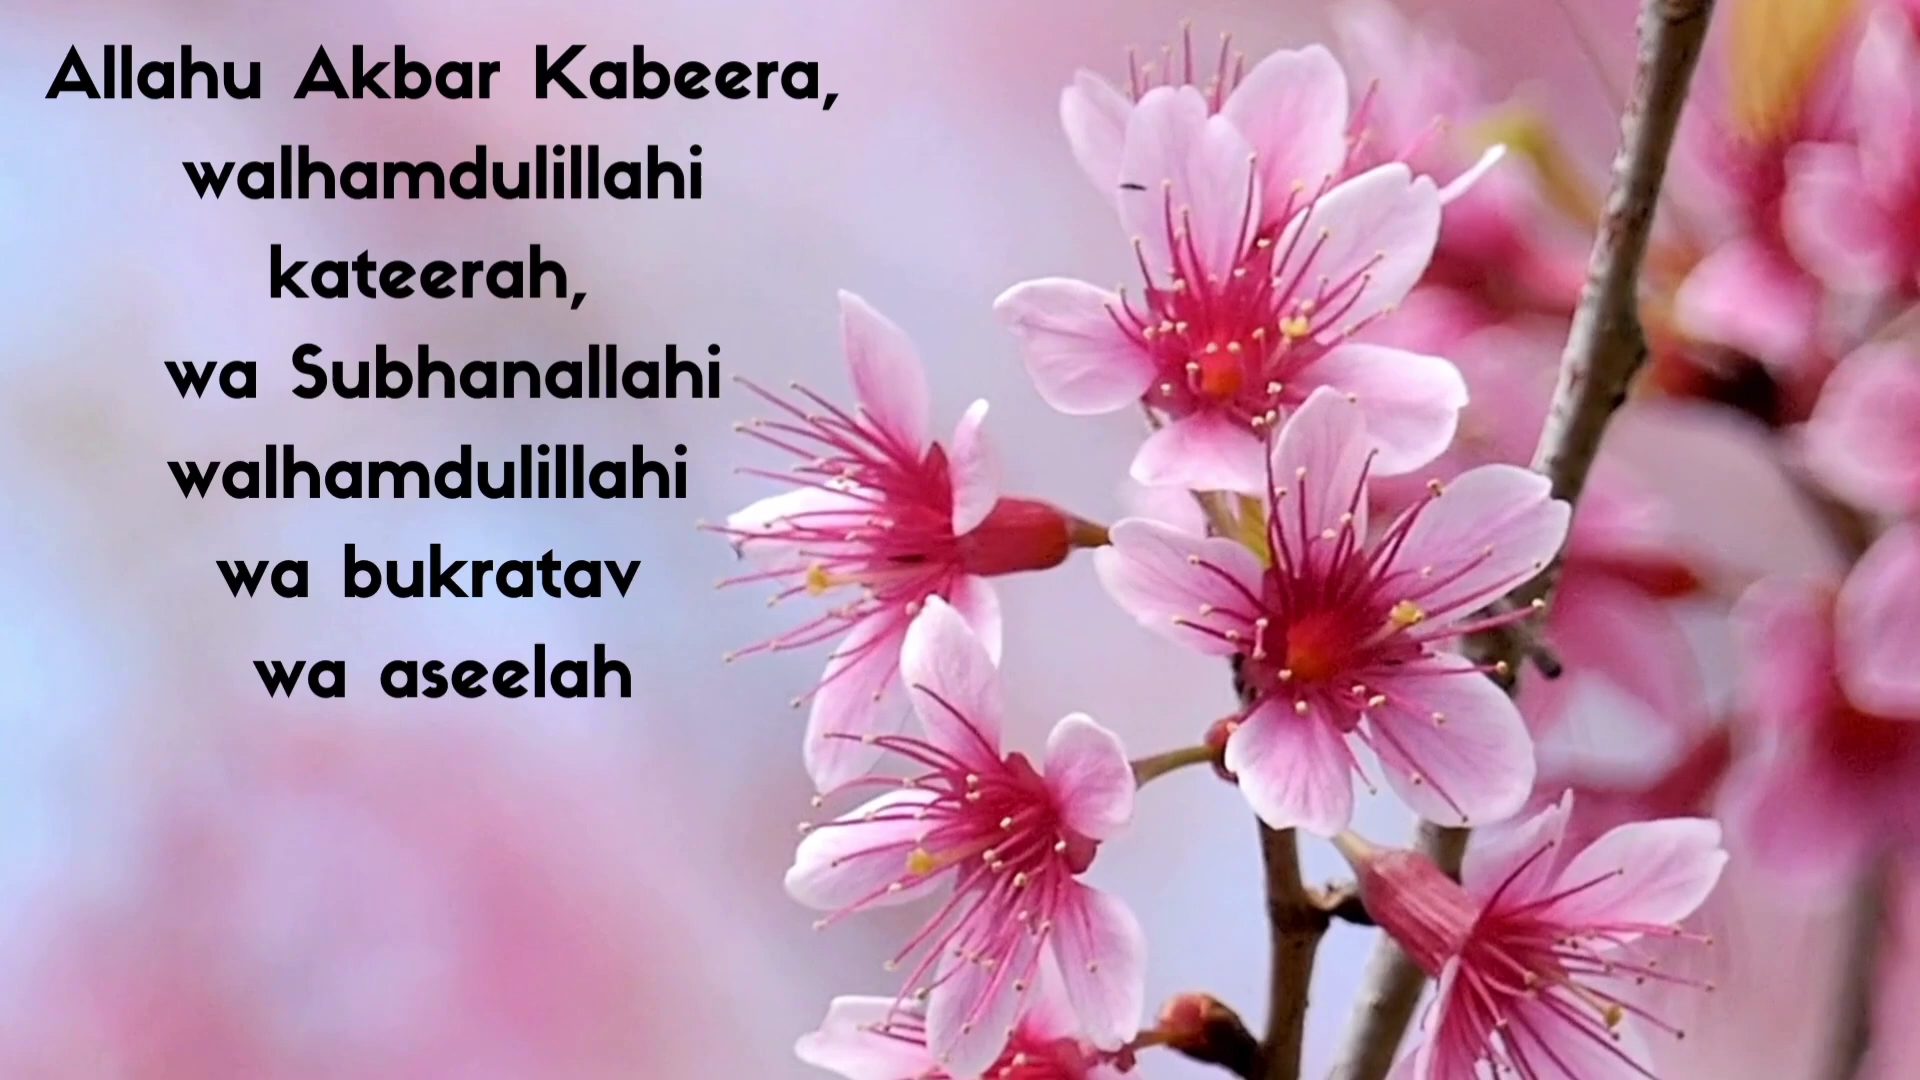 Allahu Akbar Kabeera,
walhamdulillahi
kateerah,
wa Subhanallahi
walhamdulillahi
wa bukratav
wa aseelah